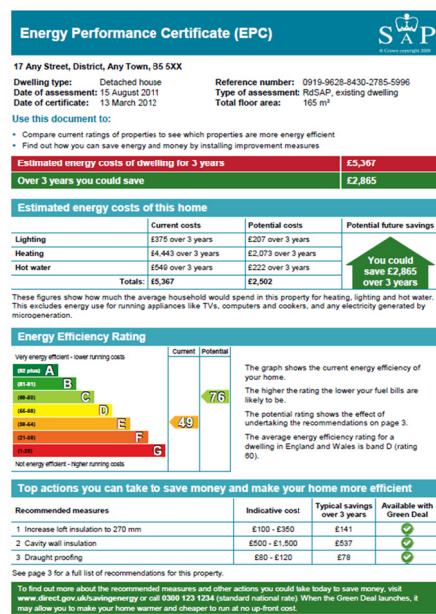 Energy Performance Certificate (EPC)
SAP
© Crown copyright 2009
17 Any Street, District, Any Town, B5 5XX
Dwelling type: Detached house
Reference number: 0919-9628-8430-2785-5996
Date of assessment: 15 August 2011
Type of assessment: RdSAP, existing dwelling
Date of certificate: 13 March 2012
Total floor area: 165 m²
Use this document to:
• Compare current ratings of properties to see which properties are more energy efficient
• Find out how you can save energy and money by installing improvement measures
Estimated energy costs of dwelling for 3 years £5,367
Over 3 years you could save £2,865
Estimated energy costs of this home
Current costs Potential costs Potential future savings
Lighting £375 over 3 years £207 over 3 years
Heating £4,443 over 3 years £2,073 over 3 years
Hot water £549 over 3 years £222 over 3 years
Totals: £5,367 £2,502
You could
save £2,865
over 3 years
These figures show how much the average household would spend in this property for heating, lighting and hot water.
This excludes energy use for running appliances like TVs, computers and cookers, and any electricity generated by
microgeneration.
Energy Efficiency Rating
Current Potential
Very energy efficient - lower running costs
(92 plus) A
(81-91) B
(69-80) C
(55-68) D
(39-54) E
(21-38) F
(1-20) G
49
76
Not energy efficient - higher running costs
The graph shows the current energy efficiency of
your home.
The higher the rating the lower your fuel bills are
likely to be.
The potential rating shows the effect of
undertaking the recommendations on page 3.
The average energy efficiency rating for a
dwelling in England and Wales is band D (rating
60).
Top actions you can take to save money and make your home more efficient
Recommended measures Indicative cost Typical savings
over 3 years Available with
Green Deal
1 Increase loft insulation to 270 mm £100 - £350 £141
2 Cavity wall insulation £500 - £1,500 £537
3 Draught proofing £80 - £120 £78
See page 3 for a full list of recommendations for this property.
To find out more about the recommended measures and other actions you could take today to save money, visit
www.direct.gov.uk/savingenergy or call 0300 123 1234 (standard national rate). When the Green Deal launches, it
may allow you to make your home warmer and cheaper to run at no up-front cost.